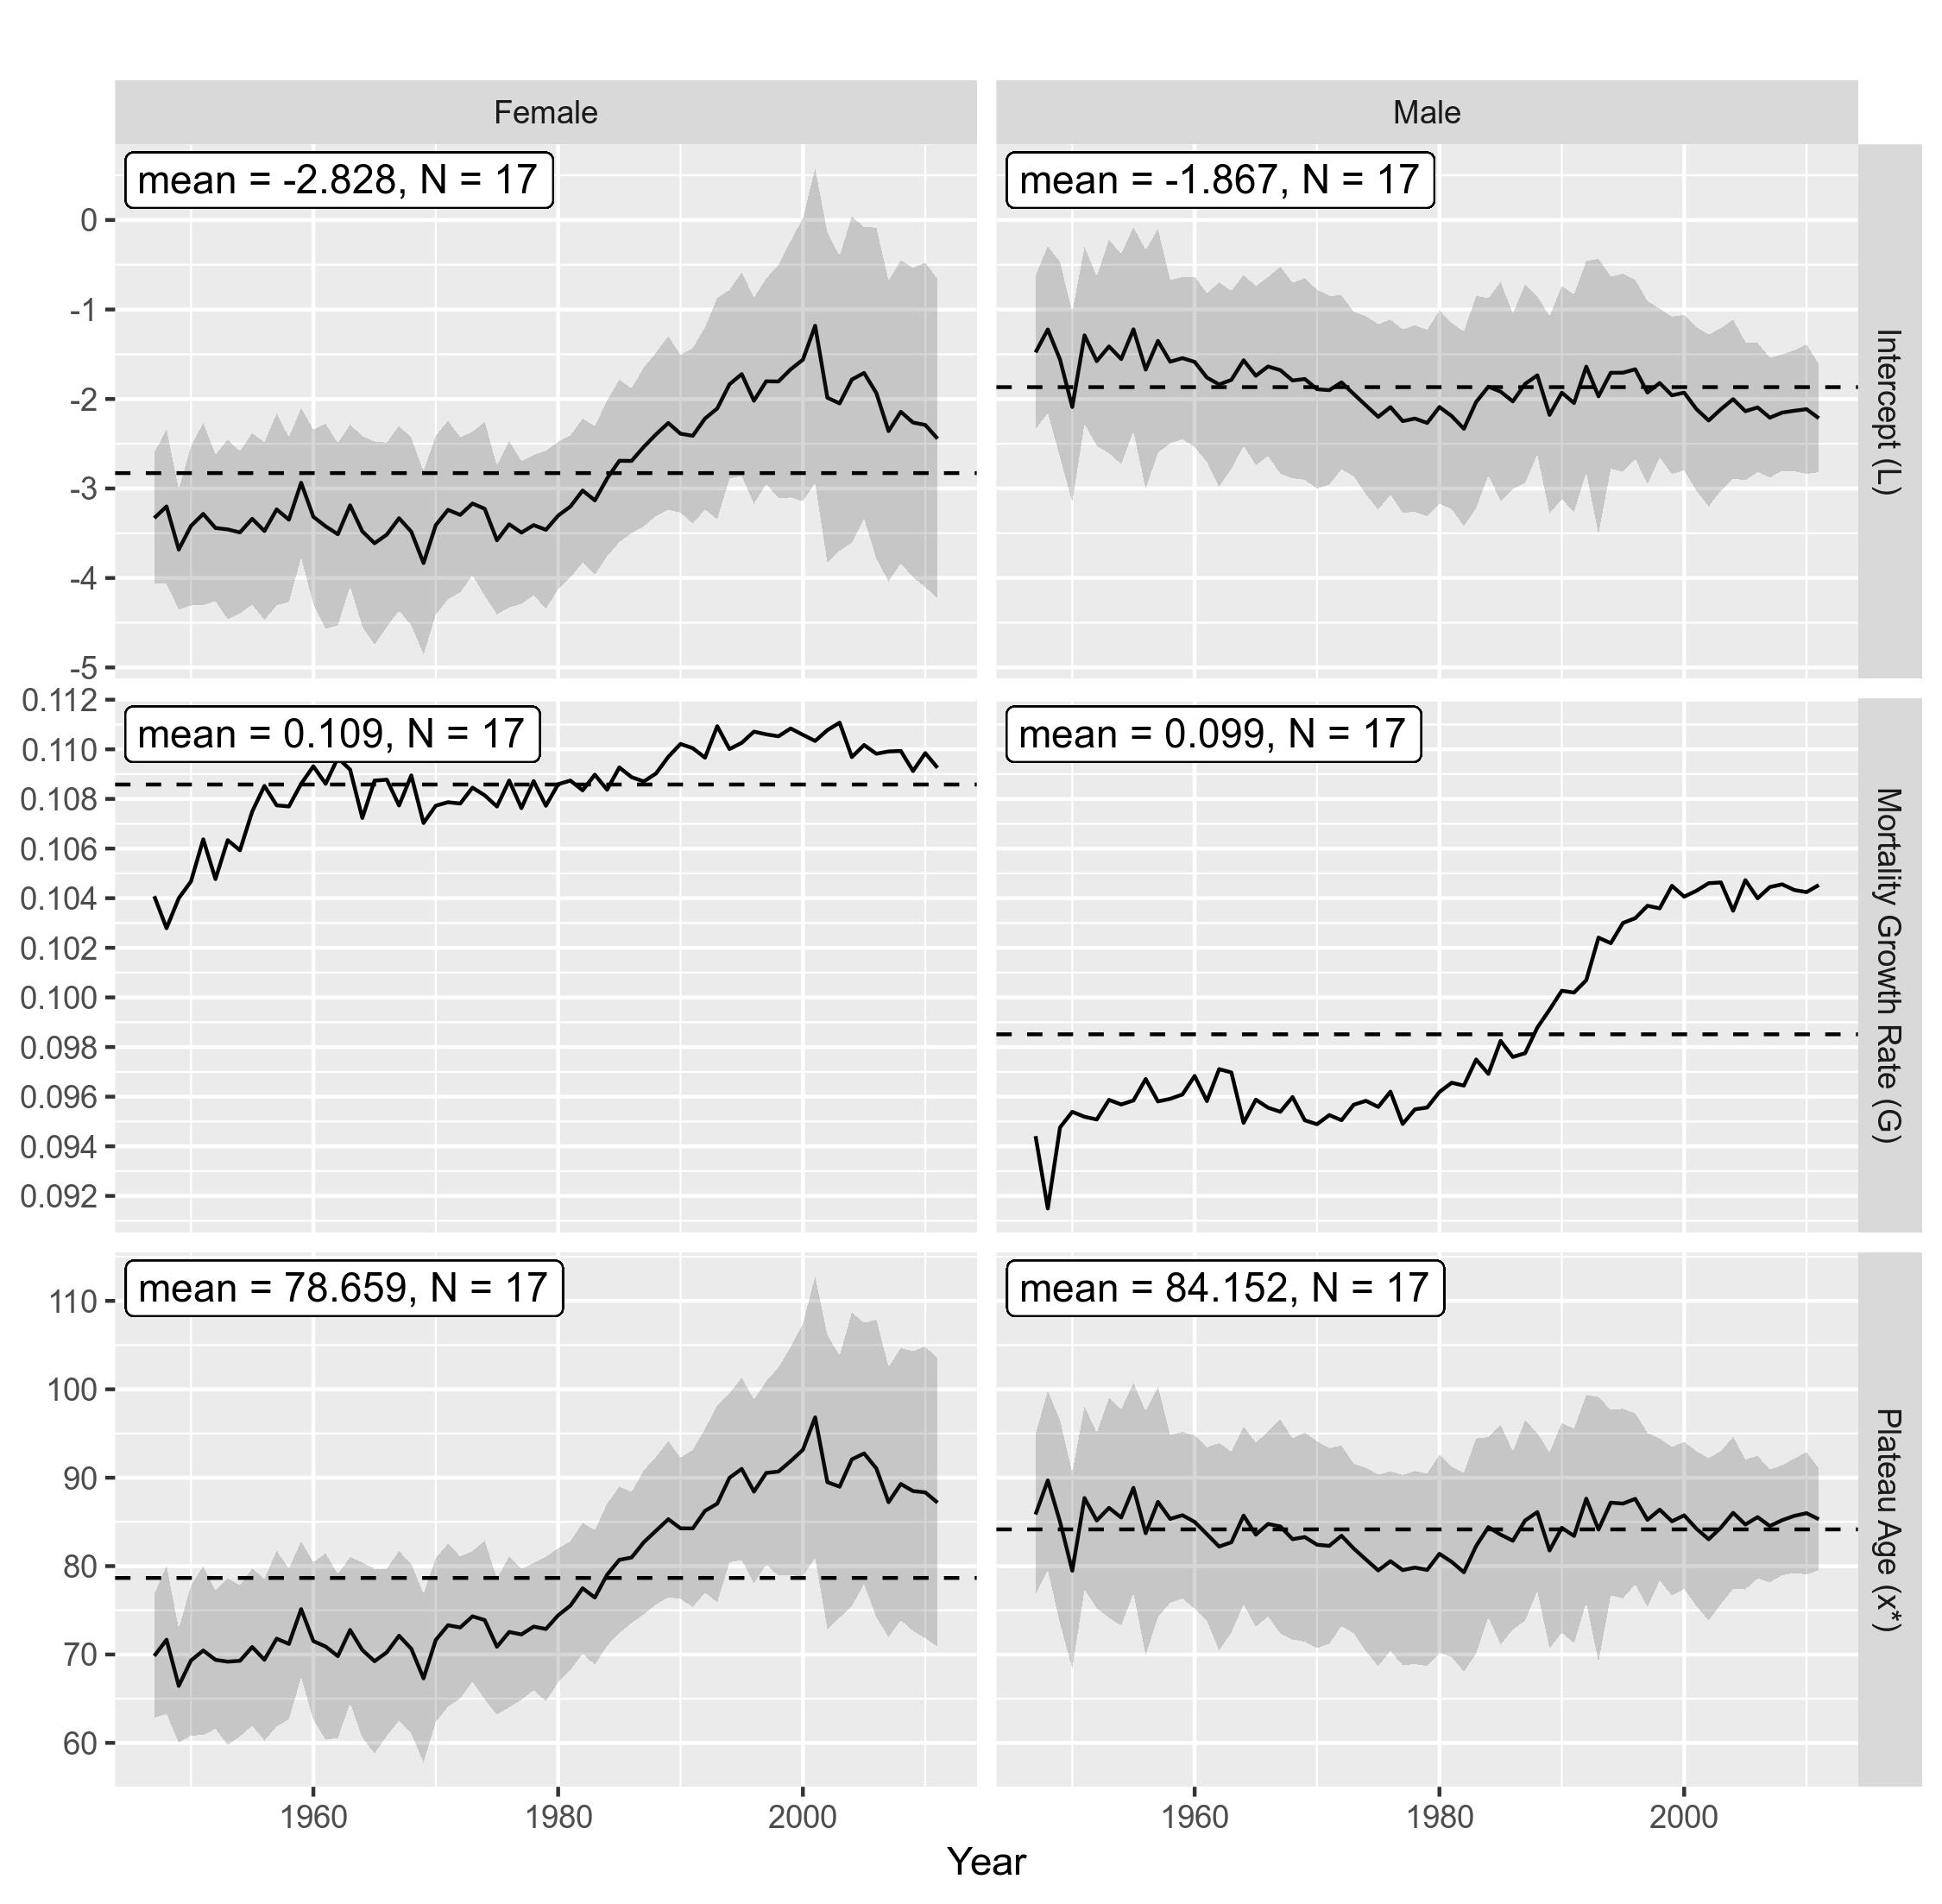 Female
Male
mean = -2.828, N = 17
mean = -1.867, N = 17
0
-1
-2
-3
-4
-5
Intercept (L)
mean = 0.109, N = 17
mean = 0.099, N = 17
0.112
0.110
0.108
0.106
0.104
0.102
0.100
0.098
0.096
0.094
0.092
Mortality Growth Rate (G)
mean = 78.659, N = 17
mean = 84.152, N = 17
110
100
90
80
70
60
Plateau Age (x*)
1960 1980 2000
1960 1980 2000
Year